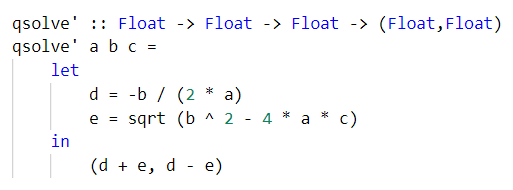 qsolve' :: Float -> Float -> Float -> (Float,Float)
qsolve' a b c =
    let
        d = -b / (2 * a)
        e = sqrt (b ^ 2 - 4 * a * c)
    in
        (d + e, d - e)